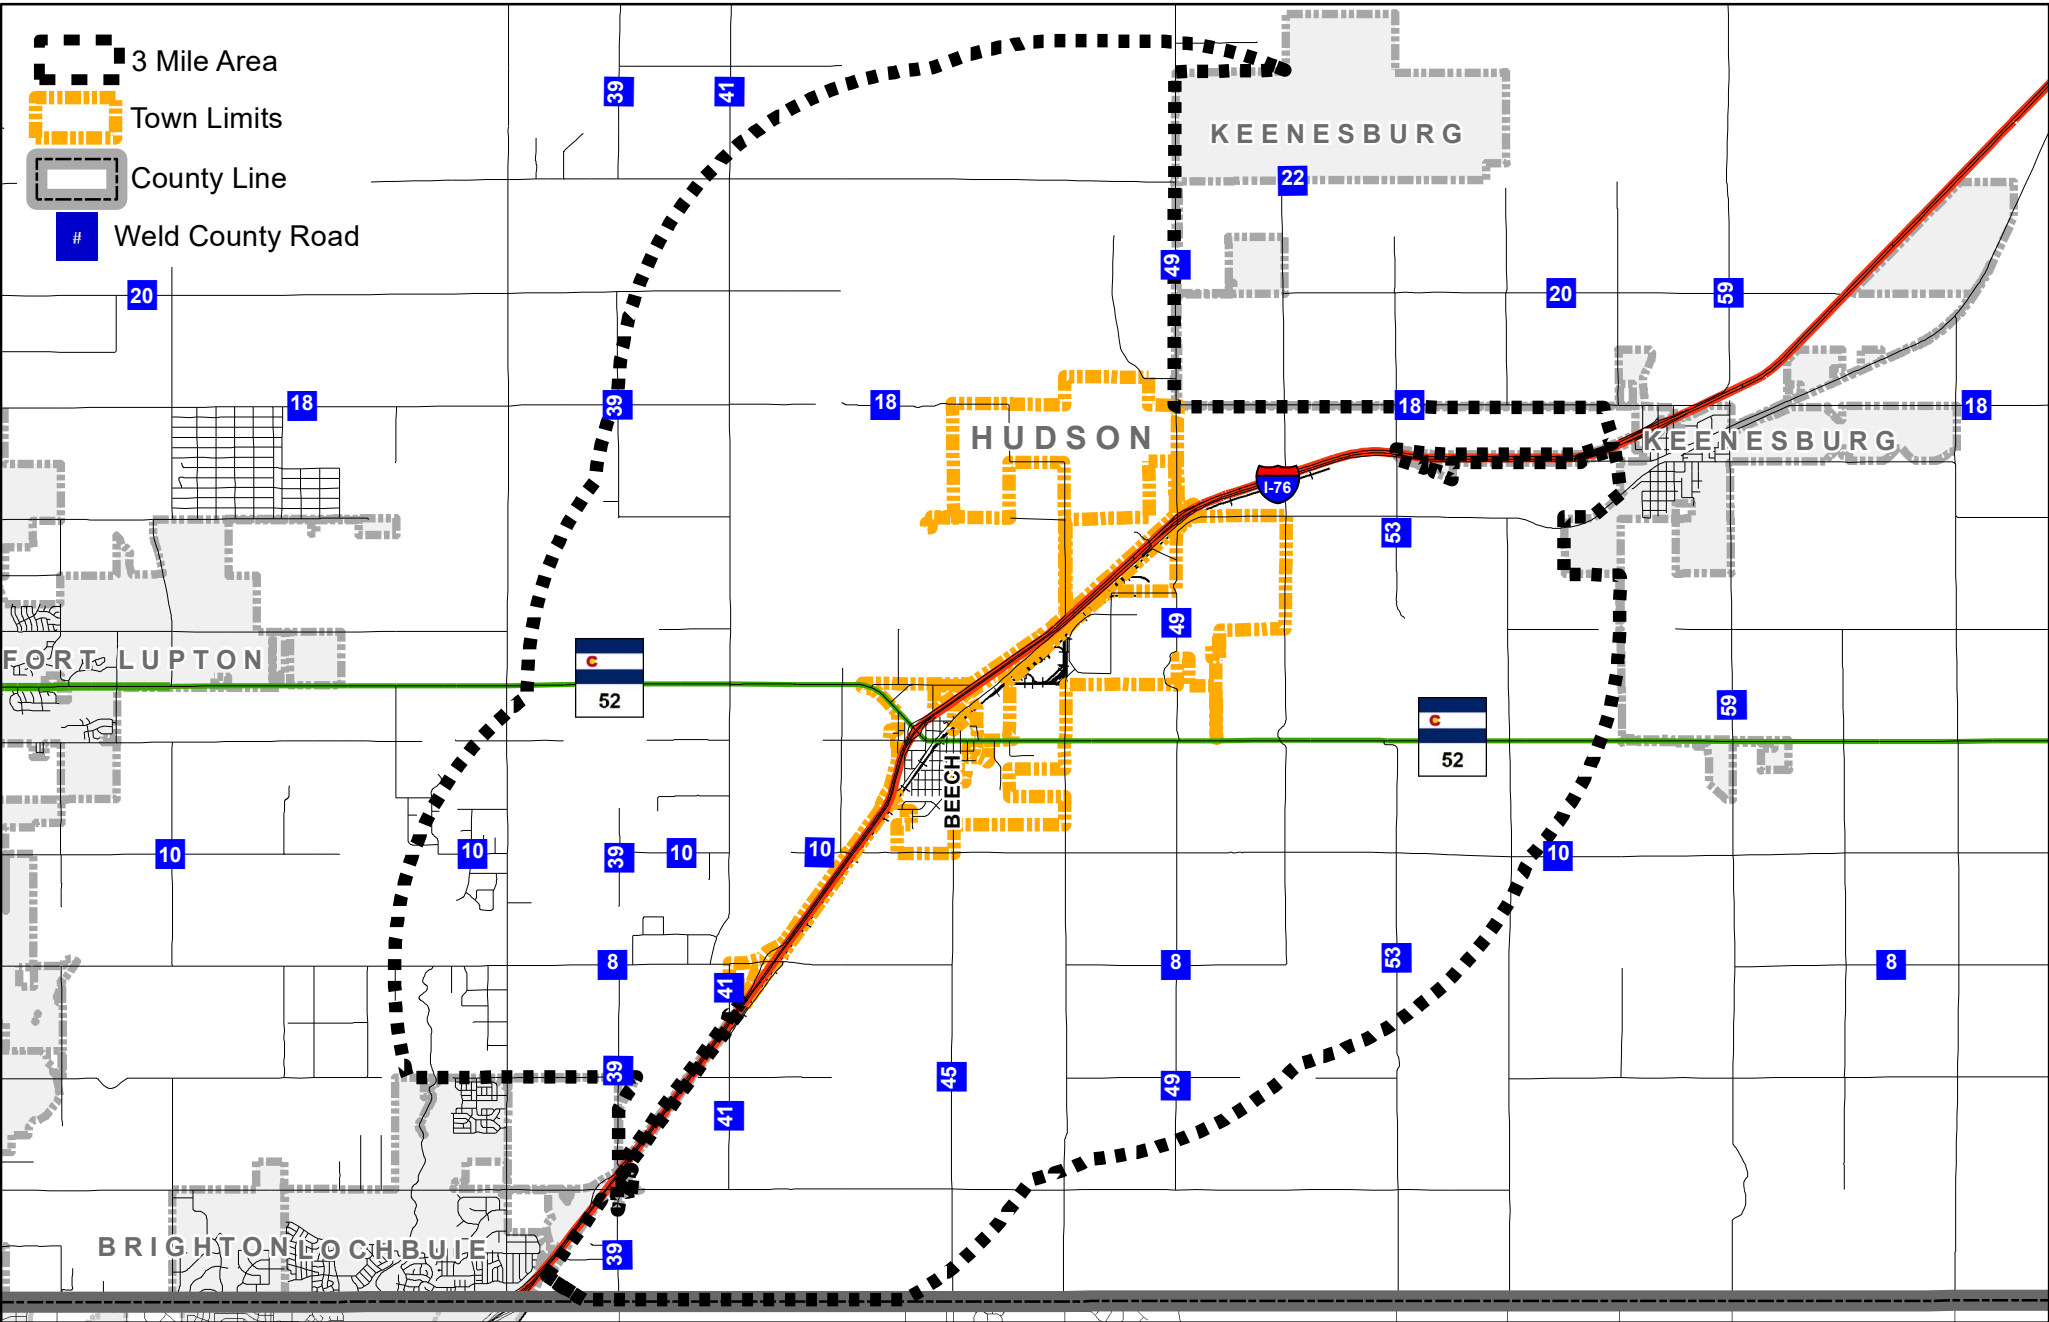 3 Mile Area
Town Limits
County Line
# Weld County Road
39
41
KEENESBURG
22
49
20
20
59
18
39
18
18
18
HUDSON
KEENESBURG
I-76
53
49
FORT LUPTON
C
52
C
52
59
BEECH
10
10
39
10
10
10
8
41
8
53
8
39
45
49
41
BRIGHTON
LOCHBUIE
39